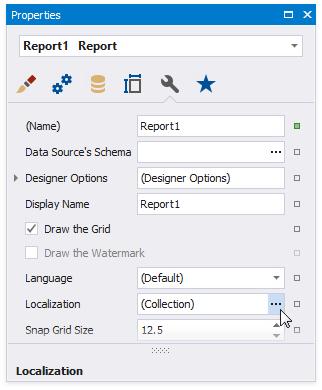 Properties
Report1 Report
(Name) Report1
Data Source's Schema ...
Designer Options (Designer Options)
Display Name Report1
Draw the Grid
Draw the Watermark
Language (Default)
Localization (Collection) ...
Snap Grid Size 12.5
Localization